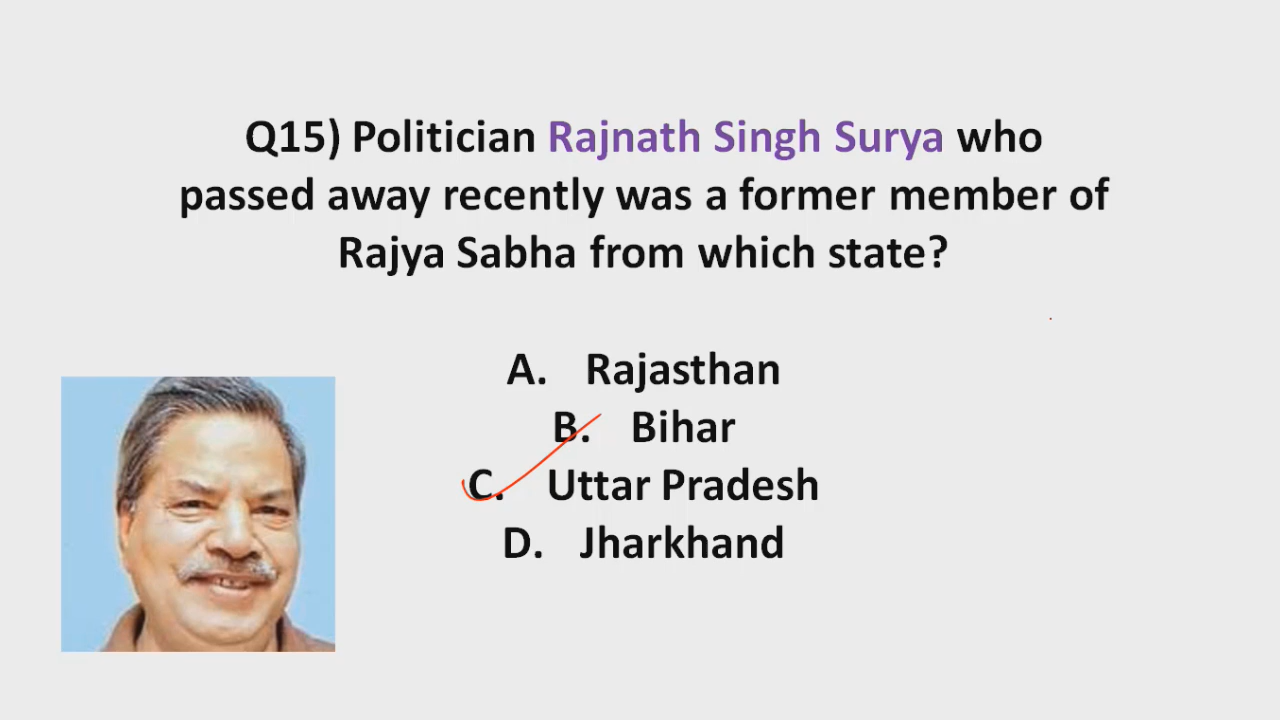 Q15) Politician Rajnath Singh Surya who
passed away recently was a former member of
Rajya Sabha from which state?
A. Rajasthan
B. Bihar
C. Uttar Pradesh
D. Jharkhand